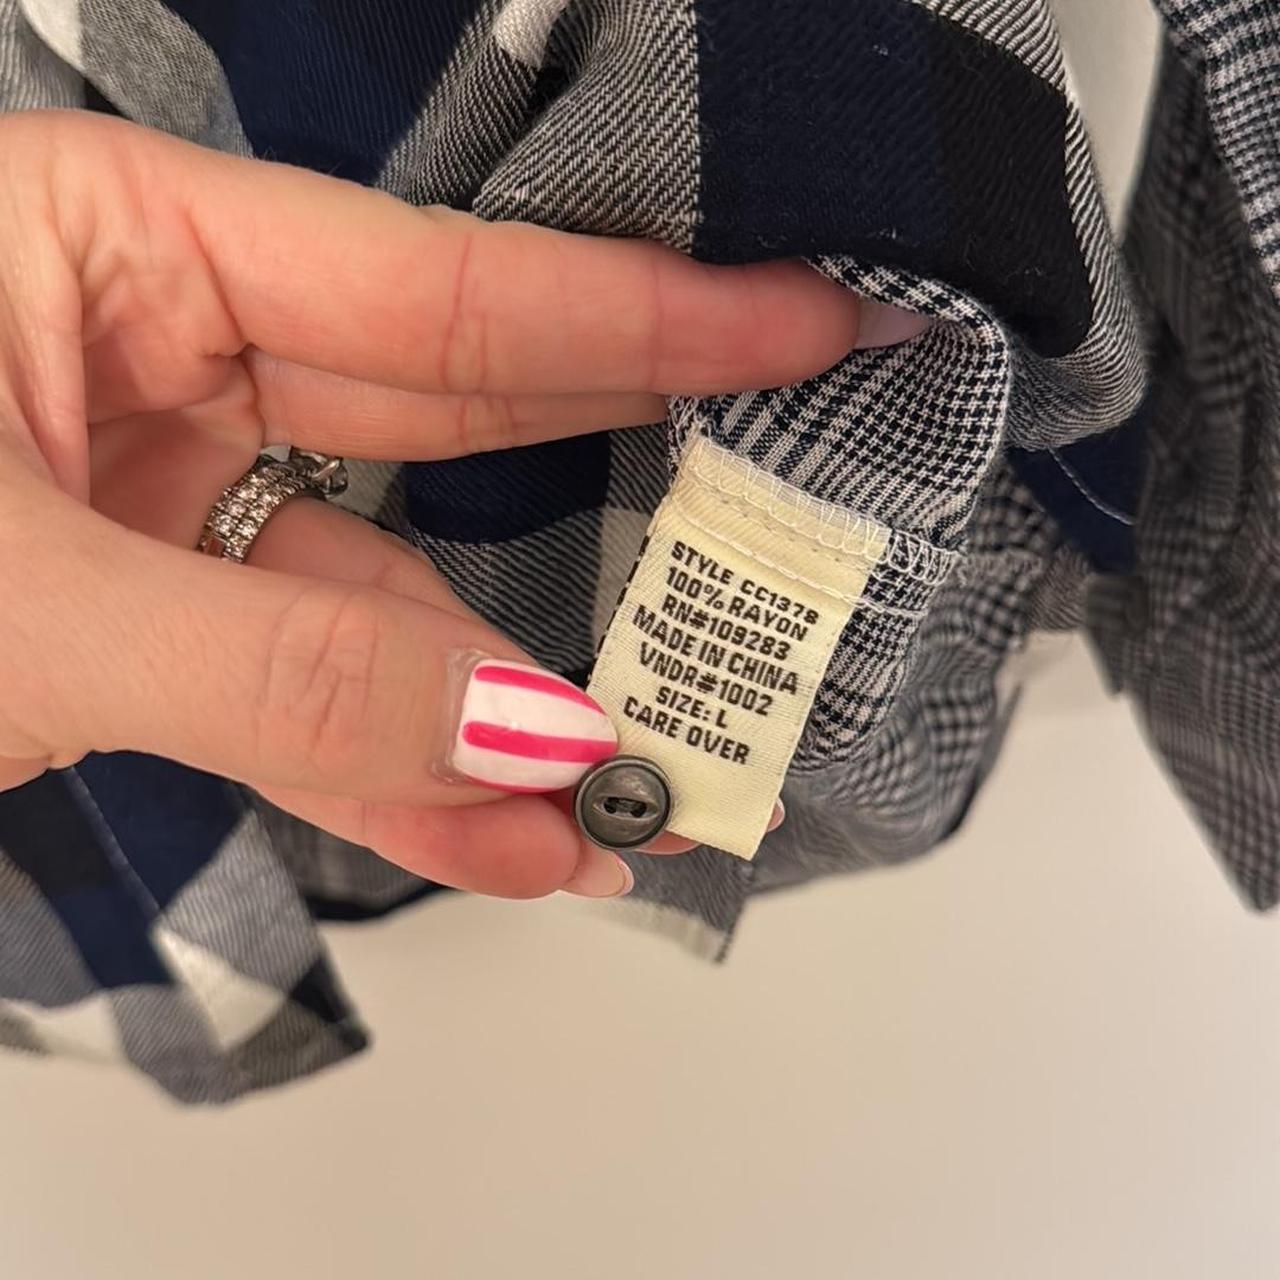 STYLE CC1378
100% RAYON
RN#109283
MADE IN CHINA
VNDR#1002
SIZE: L
CARE OVER